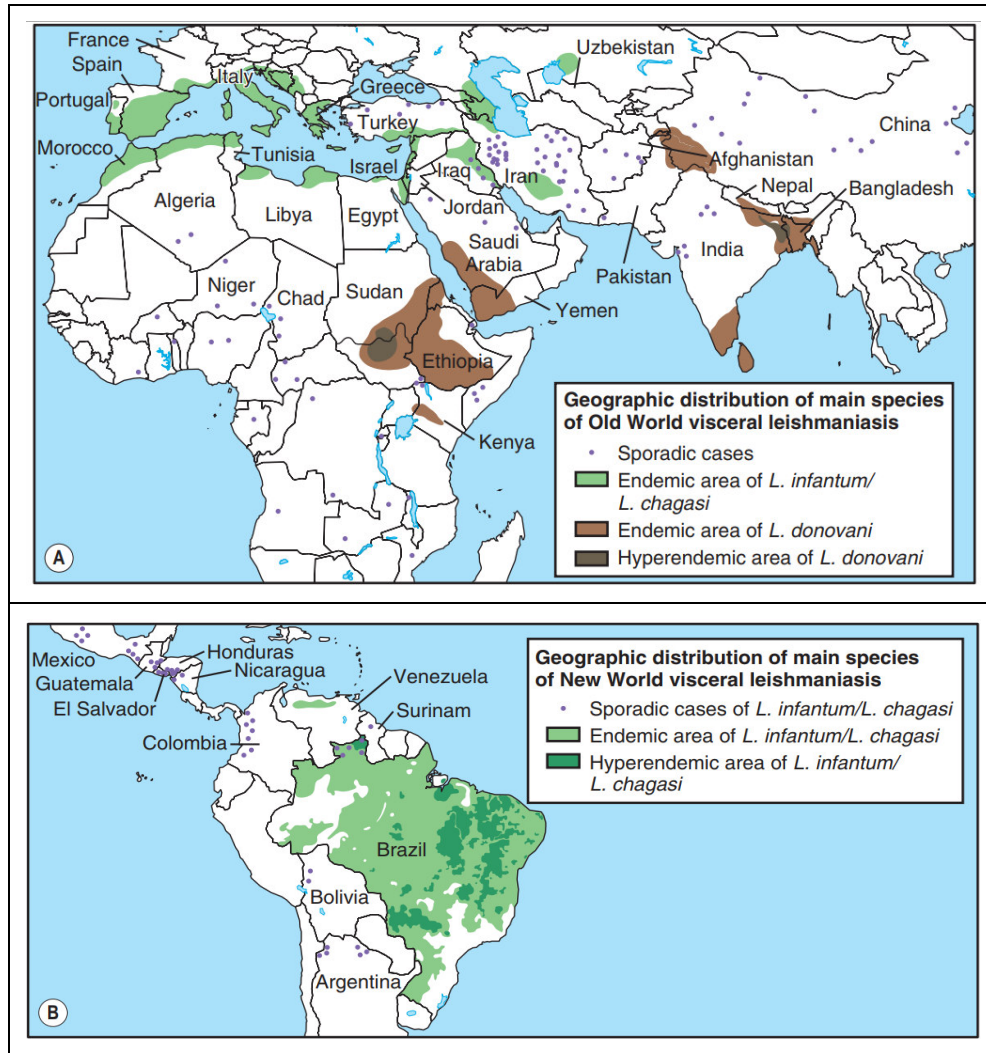 France
Spain
Portugal
Italy
Greece
Turkey
Uzbekistan
China
Morocco
Tunisia
Israel
Iraq
Iran
Afghanistan
Nepal
Bangladesh
Algeria
Libya
Egypt
Jordan
Saudi
Arabia
India
Pakistan
Niger
Chad
Sudan
Yemen
Ethiopia
Kenya
Geographic distribution of main species
of Old World visceral leishmaniasis
Sporadic cases
Endemic area of L. infantum/
L. chagasi
Endemic area of L. donovani
Hyperendemic area of L. donovani
A
Mexico
Honduras
Guatemala
Nicaragua
El Salvador
Venezuela
Surinam
Colombia
Brazil
Bolivia
Argentina
Geographic distribution of main species
of New World visceral leishmaniasis
Sporadic cases of L. infantum/L. chagasi
Endemic area of L. infantum/L. chagasi
Hyperendemic area of L. infantum/
L. chagasi
B